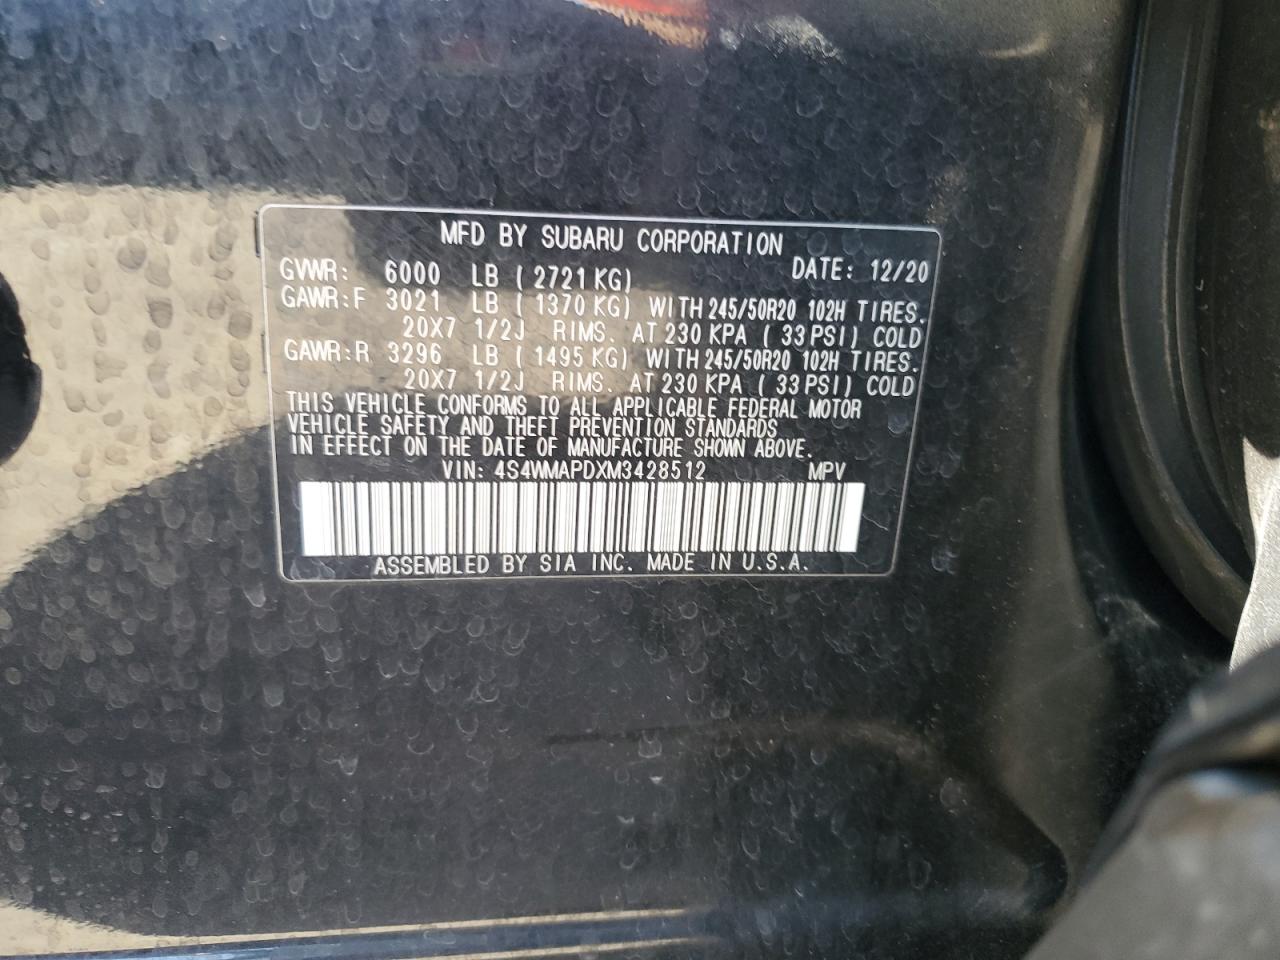 MFD BY SUBARU CORPORATION
GVWR: 6000 LB ( 2721 KG) DATE: 12/20
GAWR:F 3021 LB ( 1370 KG) WITH 245/50R20 102H TIRES.
20X7 1/2J RIMS. AT 230 KPA ( 33 PSI) COLD
GAWR:R 3296 LB ( 1495 KG) WITH 245/50R20 102H TIRES.
20X7 1/2J RIMS. AT 230 KPA ( 33 PSI) COLD
THIS VEHICLE CONFORMS TO ALL APPLICABLE FEDERAL MOTOR
VEHICLE SAFETY AND THEFT PREVENTION STANDARDS
IN EFFECT ON THE DATE OF MANUFACTURE SHOWN ABOVE.
VIN: 4S4WMAPDXM3428512 MPV
ASSEMBLED BY SIA INC. MADE IN U.S.A.